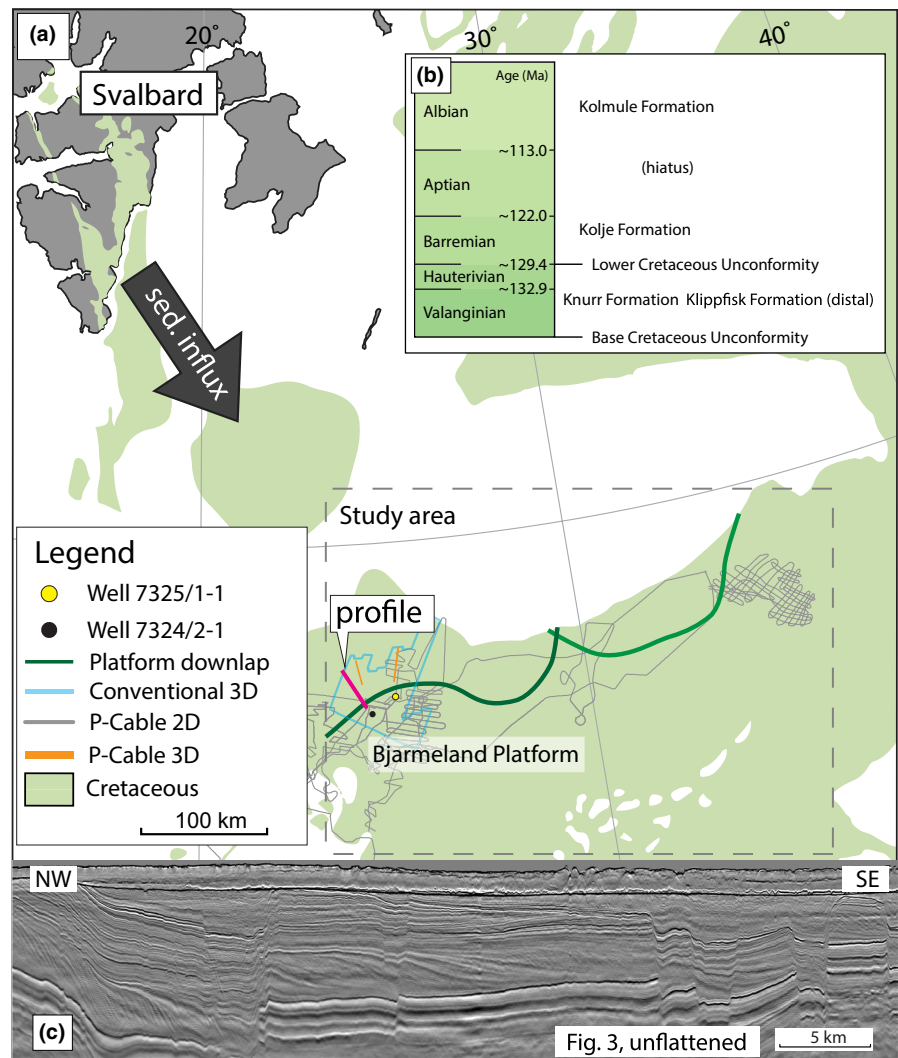 (a)
20°
30°
40°
Svalbard
sed. influx
(b)
Age (Ma)
Albian
Kolmule Formation
~113.0
(hiatus)
Aptian
~122.0
Barremian
Kolje Formation
~129.4
Lower Cretaceous Unconformity
Hauterivian
~132.9
Knurr Formation Klippfisk Formation (distal)
Valanginian
Base Cretaceous Unconformity
Study area
Legend
Well 7325/1-1
Well 7324/2-1
Platform downlap
Conventional 3D
P-Cable 2D
P-Cable 3D
Cretaceous
100 km
profile
Bjarmeland Platform
NW
SE
(c)
Fig. 3, unflattened
5 km